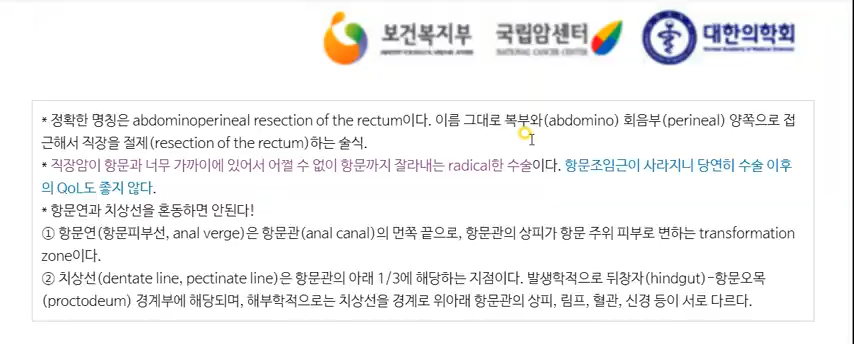 보건복지부
국립암센터
NATIONAL CANCER CENTER
대한의학회
* 정확한 명칭은 abdominoperineal resection of the rectum이다. 이름 그대로 복부와(abdomino) 회음부(perineal) 양쪽으로 접
근해서 직장을 절제(resection of the rectum)하는 술식.
* 직장암이 항문과 너무 가까이에 있어서 어쩔 수 없이 항문까지 잘라내는 radical한 수술이다. 항문조임근이 사라지니 당연히 수술 이후
의 QoL도 좋지 않다.
* 항문연과 치상선을 혼동하면 안된다!
① 항문연(항문피부선, anal verge)은 항문관(anal canal)의 먼쪽 끝으로, 항문관의 상피가 항문 주위 피부로 변하는 transformation
zone이다.
② 치상선(dentate line, pectinate line)은 항문관의 아래 1/3에 해당하는 지점이다. 발생학적으로 뒤창자(hindgut)-항문오목
(proctodeum) 경계부에 해당되며, 해부학적으로는 치상선을 경계로 위아래 항문관의 상피, 림프, 혈관, 신경 등이 서로 다르다.